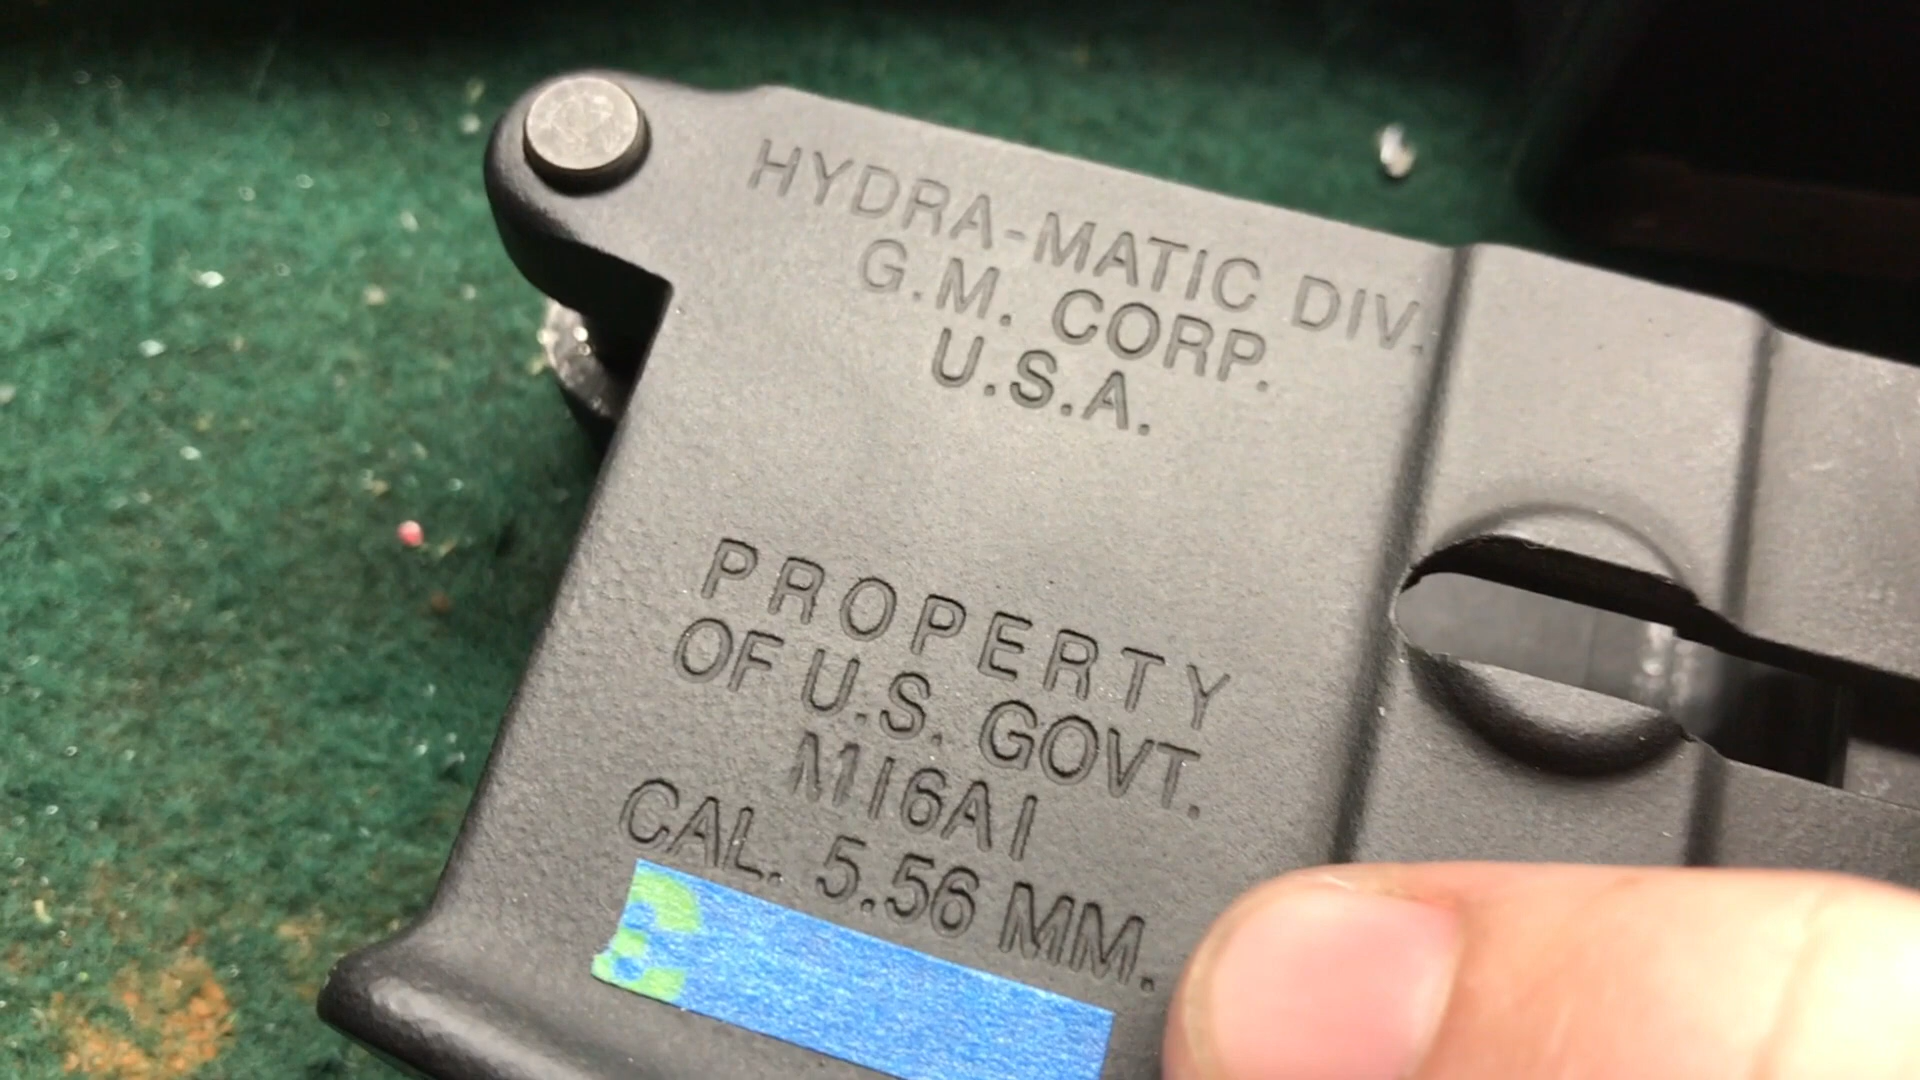 HYDRA-MATIC DIV.
G.M. CORP.
U.S.A.
PROPERTY
OF U.S. GOVT.
M16A1
CAL. 5.56 MM.